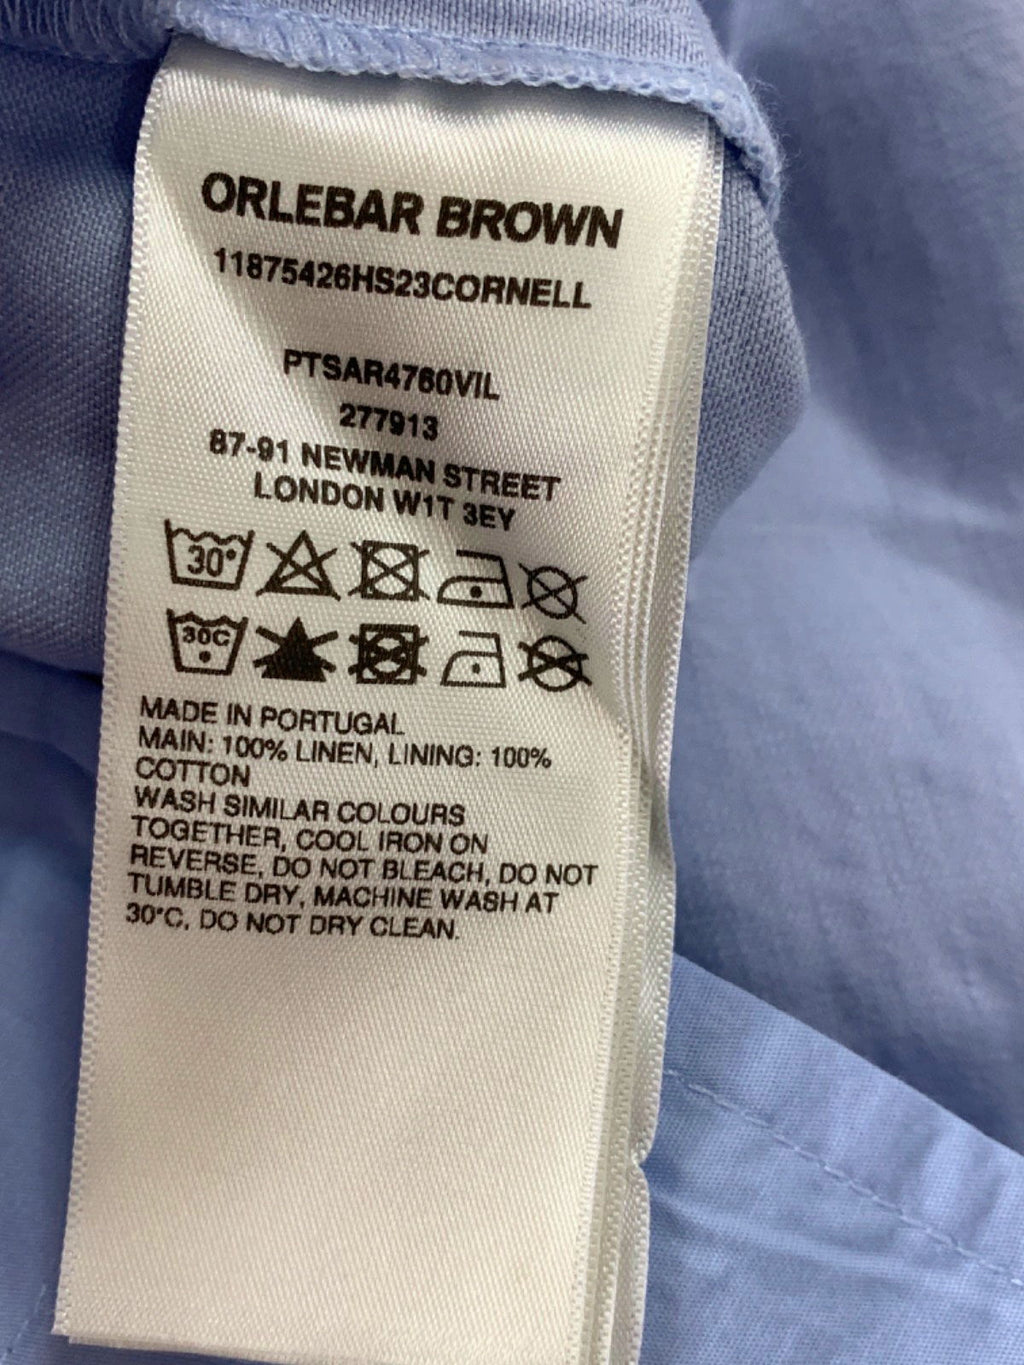 ORLEBAR BROWN
11875426HS23CORNELL
PTSAR4760VIL
277913
87-91 NEWMAN STREET
LONDON W1T 3EY
30°
30C
MADE IN PORTUGAL
MAIN: 100% LINEN, LINING: 100%
COTTON
WASH SIMILAR COLOURS
TOGETHER, COOL IRON ON
REVERSE, DO NOT BLEACH, DO NOT
TUMBLE DRY, MACHINE WASH AT
30°C, DO NOT DRY CLEAN.